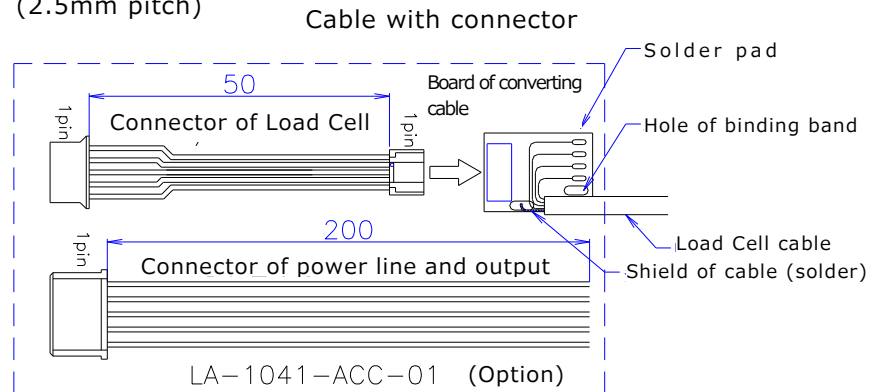 (2.5mm pitch)
Cable with connector
Solder pad
50
Board of converting
cable
1pin
Connector of Load Cell
1pin
Hole of binding band
200
1pin
Load Cell cable
Connector of power line and output
Shield of cable (solder)
LA-1041-ACC-01 (Option)